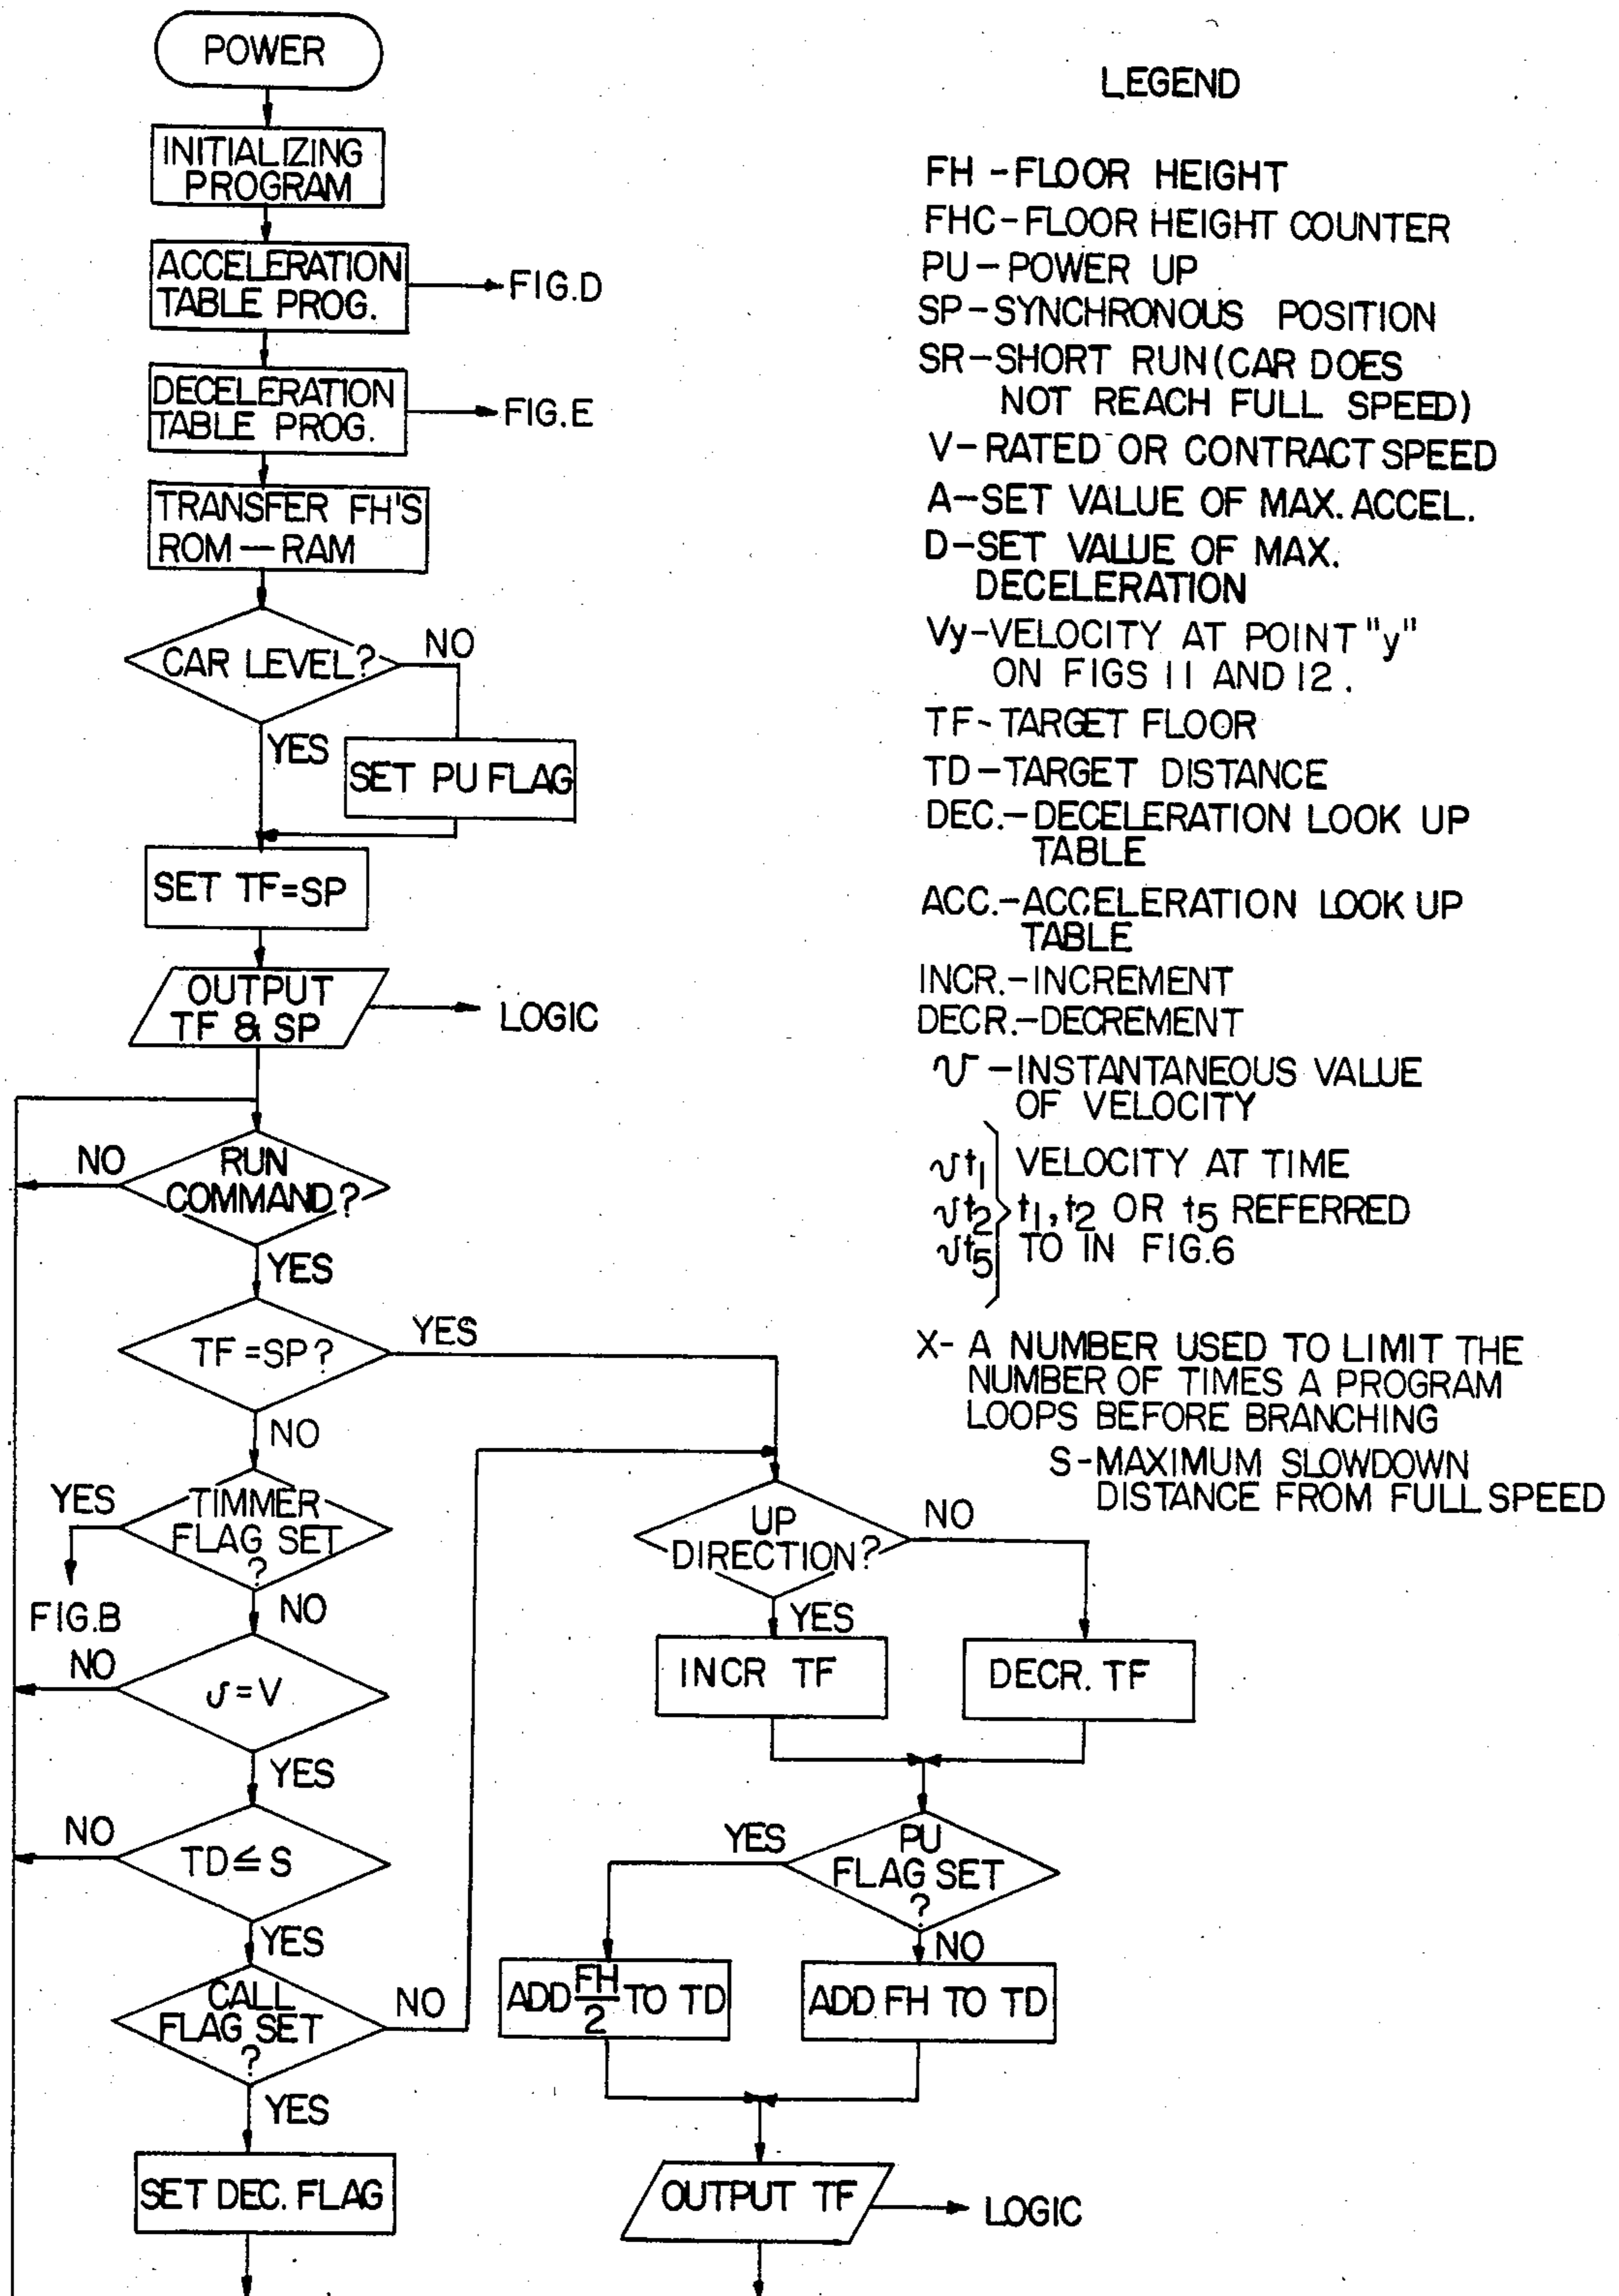 POWER
INITIALIZING
PROGRAM
ACCELERATION
TABLE PROG.
FIG.D
DECELERATION
TABLE PROG.
FIG.E
TRANSFER FH'S
ROM — RAM
CAR LEVEL?
NO
YES
SET PU FLAG
SET TF=SP
OUTPUT
TF & SP
LOGIC
NO
RUN
COMMAND?
YES
TF=SP?
YES
NO
YES
TIMMER
FLAG SET
?
FIG.B
NO
NO
v=V
YES
NO
TD≤S
YES
CALL
FLAG SET
?
NO
YES
SET DEC. FLAG
UP
DIRECTION?
NO
YES
INCR TF
DECR. TF
YES
PU
FLAG SET
?
NO
ADD FH/2 TO TD
ADD FH TO TD
OUTPUT TF
LOGIC
LEGEND
FH -FLOOR HEIGHT
FHC-FLOOR HEIGHT COUNTER
PU-POWER UP
SP-SYNCHRONOUS POSITION
SR-SHORT RUN(CAR DOES
NOT REACH FULL SPEED)
V-RATED OR CONTRACT SPEED
A-SET VALUE OF MAX. ACCEL.
D-SET VALUE OF MAX.
DECELERATION
Vy-VELOCITY AT POINT "y"
ON FIGS 11 AND 12.
TF-TARGET FLOOR
TD-TARGET DISTANCE
DEC.-DECELERATION LOOK UP
TABLE
ACC.-ACCELERATION LOOK UP
TABLE
INCR.-INCREMENT
DECR.-DECREMENT
v -INSTANTANEOUS VALUE
OF VELOCITY
vt1 VELOCITY AT TIME
vt2 t1, t2 OR t5 REFERRED
vt5 TO IN FIG.6
X- A NUMBER USED TO LIMIT THE
NUMBER OF TIMES A PROGRAM
LOOPS BEFORE BRANCHING
S-MAXIMUM SLOWDOWN
DISTANCE FROM FULL SPEED